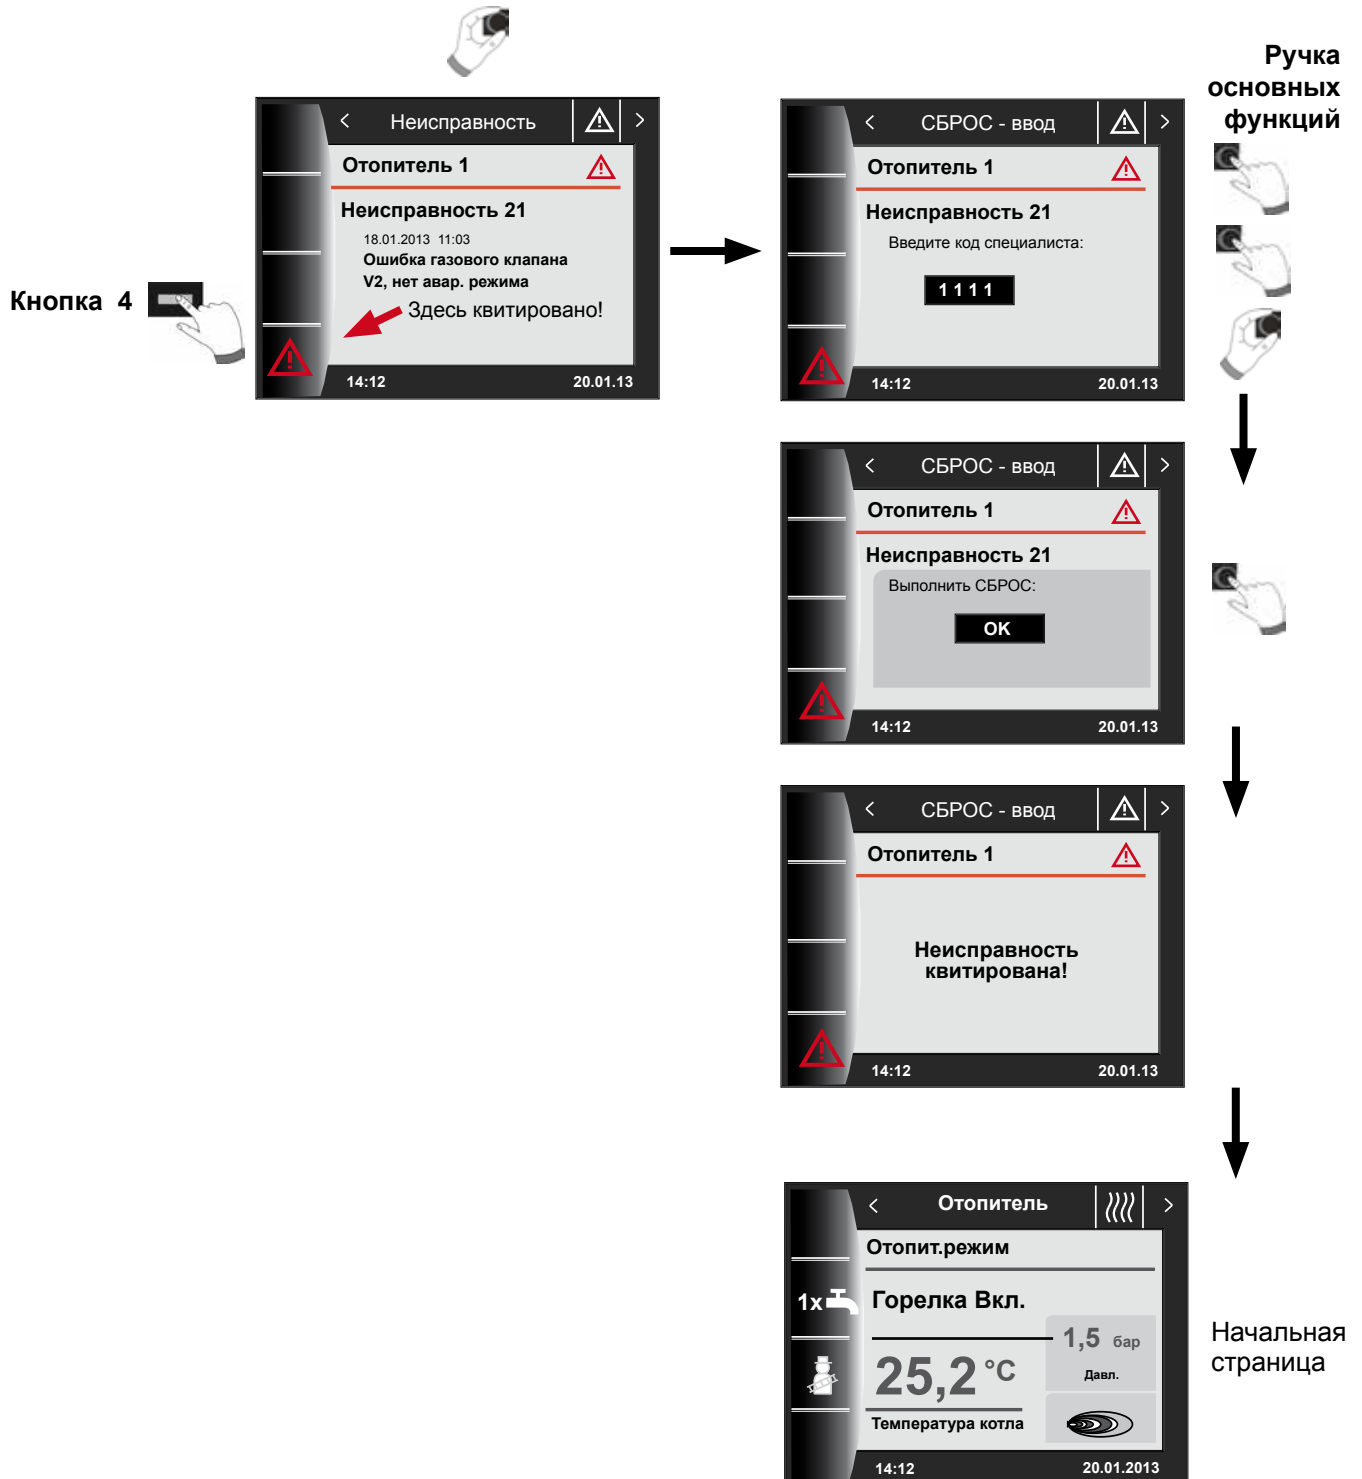 Ручка
основных
функций
Кнопка 4
< Неисправность >
Отопитель 1
Неисправность 21
18.01.2013 11:03
Ошибка газового клапана
V2, нет авар. режима
Здесь квитировано!
14:12 20.01.13
< СБРОС - ввод >
Отопитель 1
Неисправность 21
Введите код специалиста:
1 1 1 1
14:12 20.01.13
< СБРОС - ввод >
Отопитель 1
Неисправность 21
Выполнить СБРОС:
OK
14:12 20.01.13
< СБРОС - ввод >
Отопитель 1
Неисправность
квитирована!
14:12 20.01.13
< Отопитель >
Отопит.режим
1x
Горелка Вкл.
1,5 бар
Давл.
25,2 °C
Температура котла
14:12 20.01.2013
Начальная
страница